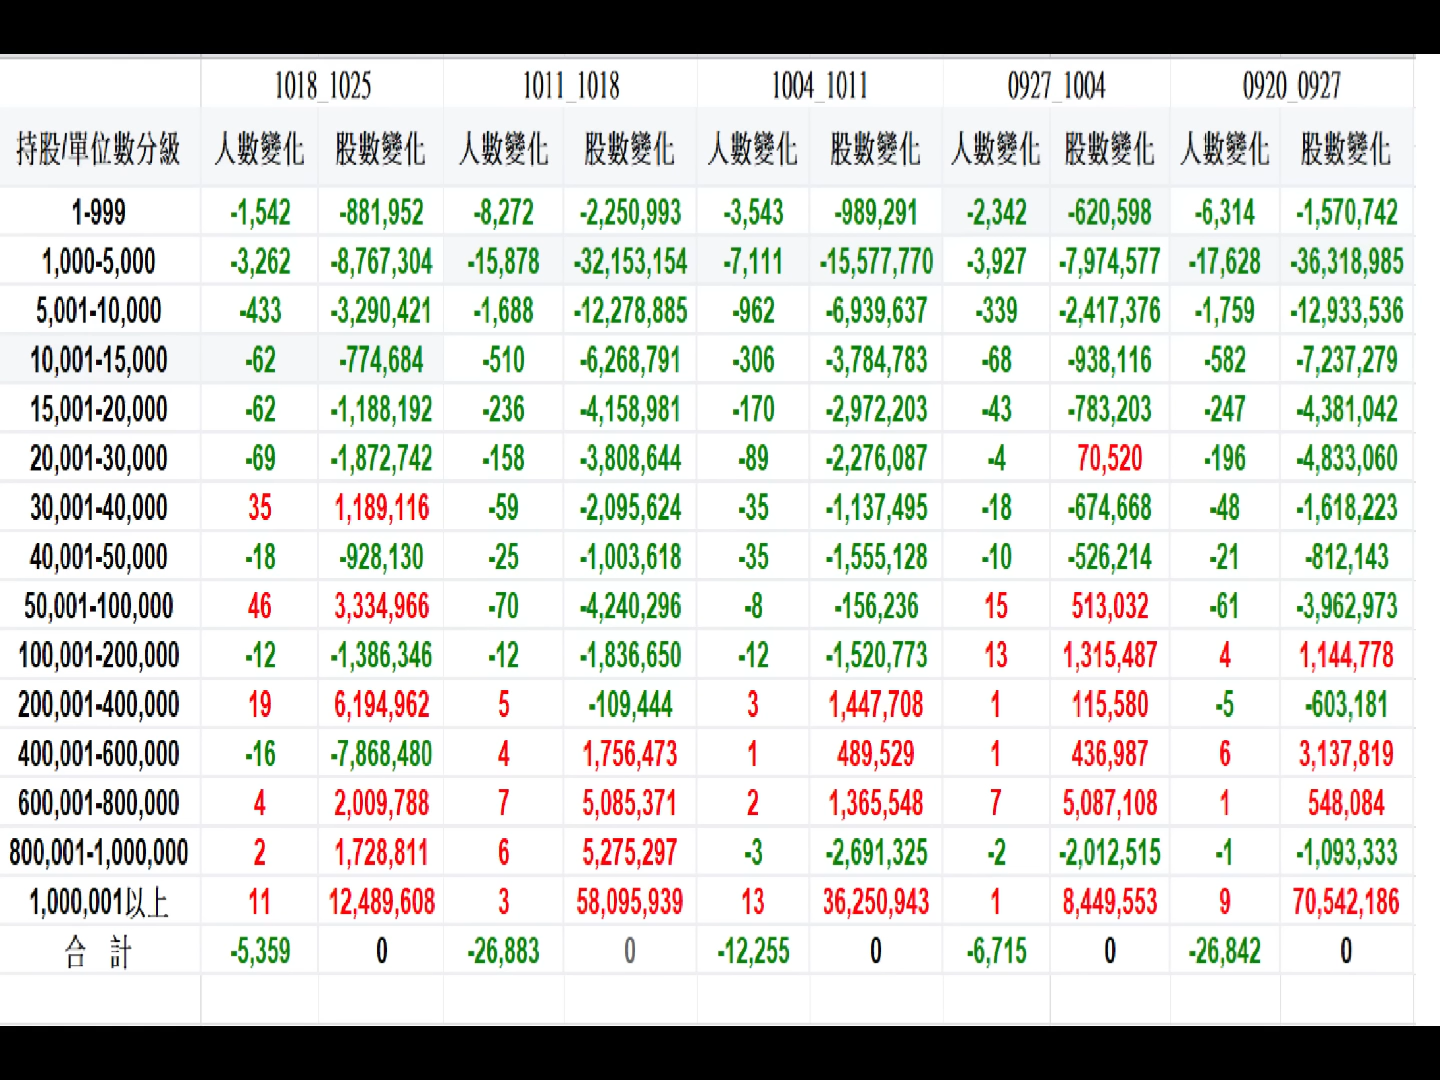 1018_1025 1011_1018 1004_1011 0927_1004 0920_0927
持股/單位數分級 人數變化 股數變化 人數變化 股數變化 人數變化 股數變化 人數變化 股數變化 人數變化 股數變化
1-999 -1,542 -881,952 -8,272 -2,250,993 -3,543 -989,291 -2,342 -620,598 -6,314 -1,570,742
1,000-5,000 -3,262 -8,767,304 -15,878 -32,153,154 -7,111 -15,577,770 -3,927 -7,974,577 -17,628 -36,318,985
5,001-10,000 -433 -3,290,421 -1,688 -12,278,885 -962 -6,939,637 -339 -2,417,376 -1,759 -12,933,536
10,001-15,000 -62 -774,684 -510 -6,268,791 -306 -3,784,783 -68 -938,116 -582 -7,237,279
15,001-20,000 -62 -1,188,192 -236 -4,158,981 -170 -2,972,203 -43 -783,203 -247 -4,381,042
20,001-30,000 -69 -1,872,742 -158 -3,808,644 -89 -2,276,087 -4 70,520 -196 -4,833,060
30,001-40,000 35 1,189,116 -59 -2,095,624 -35 -1,137,495 -18 -674,668 -48 -1,618,223
40,001-50,000 -18 -928,130 -25 -1,003,618 -35 -1,555,128 -10 -526,214 -21 -812,143
50,001-100,000 46 3,334,966 -70 -4,240,296 -8 -156,236 15 513,032 -61 -3,962,973
100,001-200,000 -12 -1,386,346 -12 -1,836,650 -12 -1,520,773 13 1,315,487 4 1,144,778
200,001-400,000 19 6,194,962 5 -109,444 3 1,447,708 1 115,580 -5 -603,181
400,001-600,000 -16 -7,868,480 4 1,756,473 1 489,529 1 436,987 6 3,137,819
600,001-800,000 4 2,009,788 7 5,085,371 2 1,365,548 7 5,087,108 1 548,084
800,001-1,000,000 2 1,728,811 6 5,275,297 -3 -2,691,325 -2 -2,012,515 -1 -1,093,333
1,000,001以上 11 12,489,608 3 58,095,939 13 36,250,943 1 8,449,553 9 70,542,186
合 計 -5,359 0 -26,883 0 -12,255 0 -6,715 0 -26,842 0